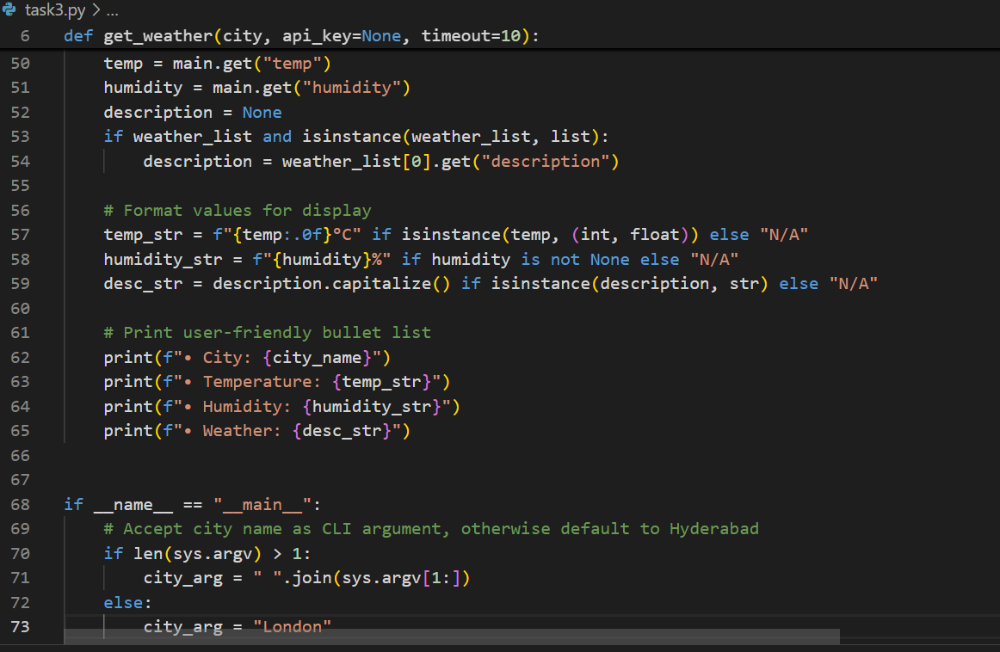 task3.py > ...
6 def get_weather(city, api_key=None, timeout=10):
50 temp = main.get("temp")
51 humidity = main.get("humidity")
52 description = None
53 if weather_list and isinstance(weather_list, list):
54 description = weather_list[0].get("description")
55
56 # Format values for display
57 temp_str = f"{temp:.0f}°C" if isinstance(temp, (int, float)) else "N/A"
58 humidity_str = f"{humidity}%" if humidity is not None else "N/A"
59 desc_str = description.capitalize() if isinstance(description, str) else "N/A"
60
61 # Print user-friendly bullet list
62 print(f"• City: {city_name}")
63 print(f"• Temperature: {temp_str}")
64 print(f"• Humidity: {humidity_str}")
65 print(f"• Weather: {desc_str}")
66
67
68 if __name__ == "__main__":
69 # Accept city name as CLI argument, otherwise default to Hyderabad
70 if len(sys.argv) > 1:
71 city_arg = " ".join(sys.argv[1:])
72 else:
73 city_arg = "London"